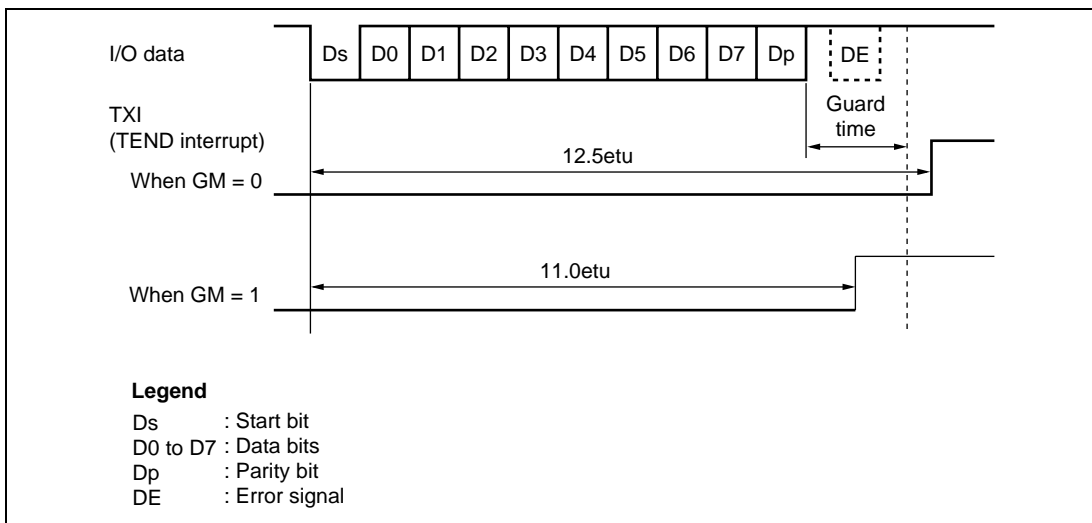 I/O data
Ds D0 D1 D2 D3 D4 D5 D6 D7 Dp DE
Guard
time
TXI
(TEND interrupt)
12.5etu
When GM = 0
11.0etu
When GM = 1
Legend
Ds : Start bit
D0 to D7 : Data bits
Dp : Parity bit
DE : Error signal